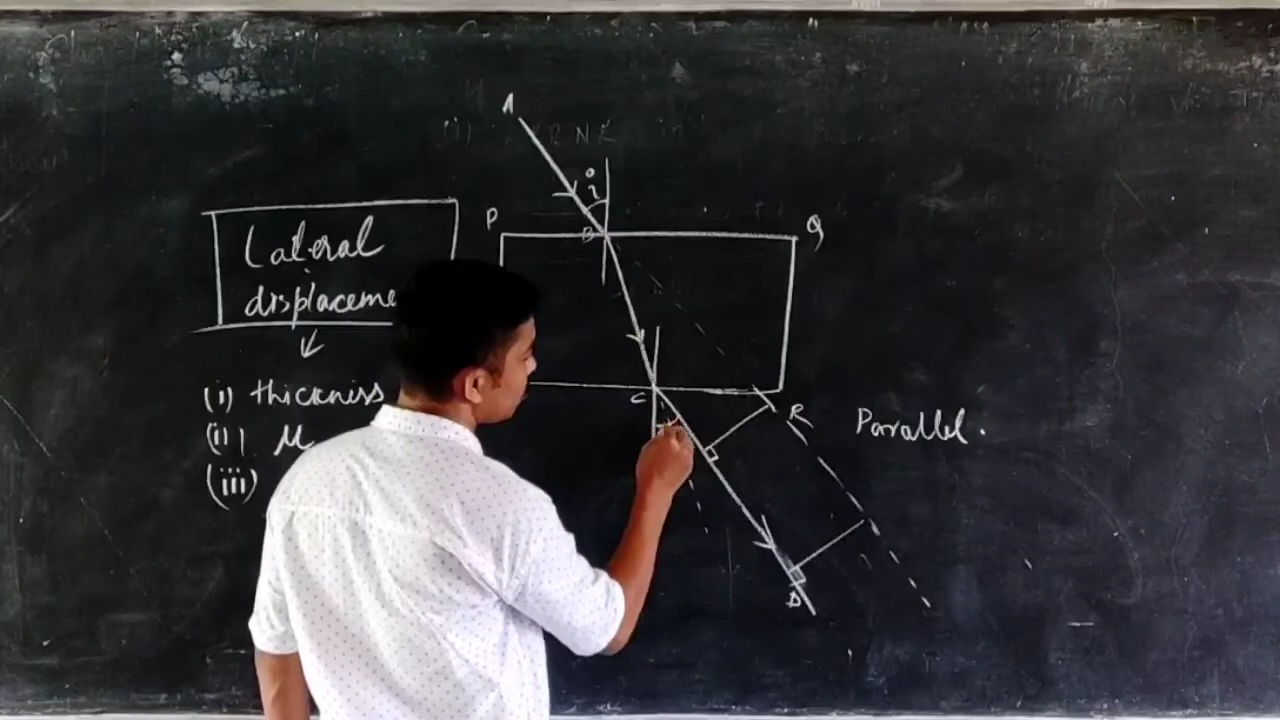 Lateral
displaceme
(i) thickness
(ii) μ
(iii)
A
i
P
B
Q
C
R
D
Parallel.